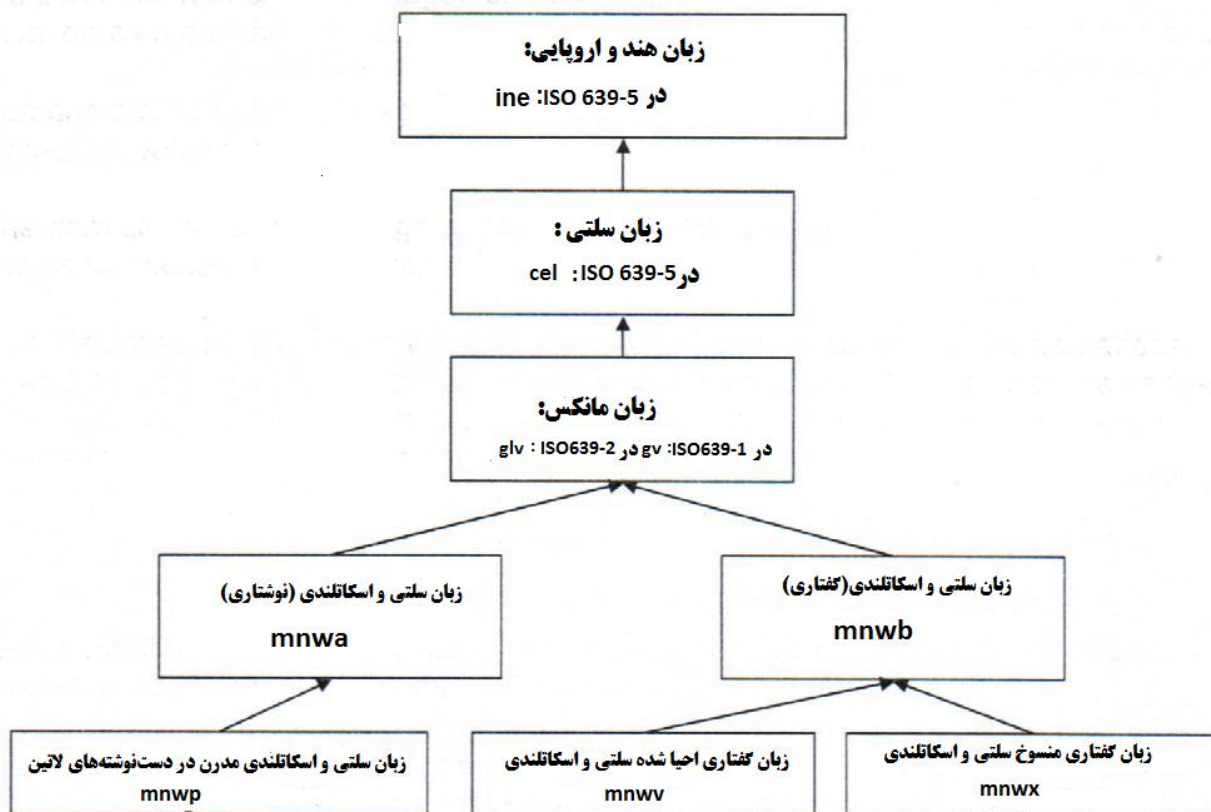 زبان هند و اروپایی:
در ISO 639-5: ine
زبان سلتی :
در ISO 639-5: cel
زبان مانکس:
در ISO639-1: gv در ISO639-2 : glv
زبان سلتی و اسکاتلندی(گفتاری)
mnwb
زبان سلتی و اسکاتلندی (نوشتاری)
mnwa
زبان گفتاری منسوخ سلتی و اسکاتلندی
mnwx
زبان گفتاری احیا شده سلتی و اسکاتلندی
mnwv
زبان سلتی و اسکاتلندی مدرن در دست‌نوشته‌های لاتین
mnwp